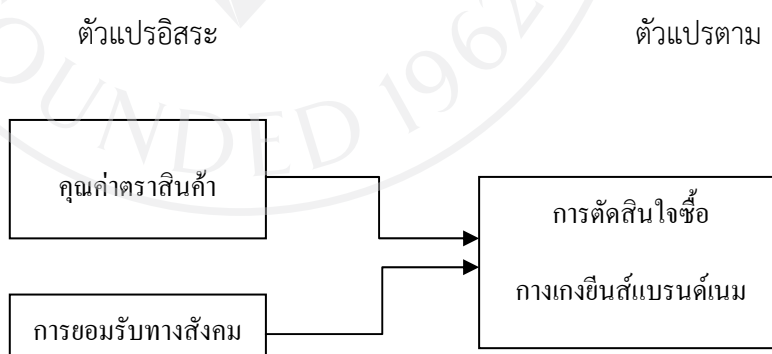 ตัวแปรอิสระ
ตัวแปรตาม
FOUNDED 1962
คุณค่าตราสินค้า
การตัดสินใจซื้อ
กางเกงยีนส์แบรนด์เนม
การยอมรับทางสังคม